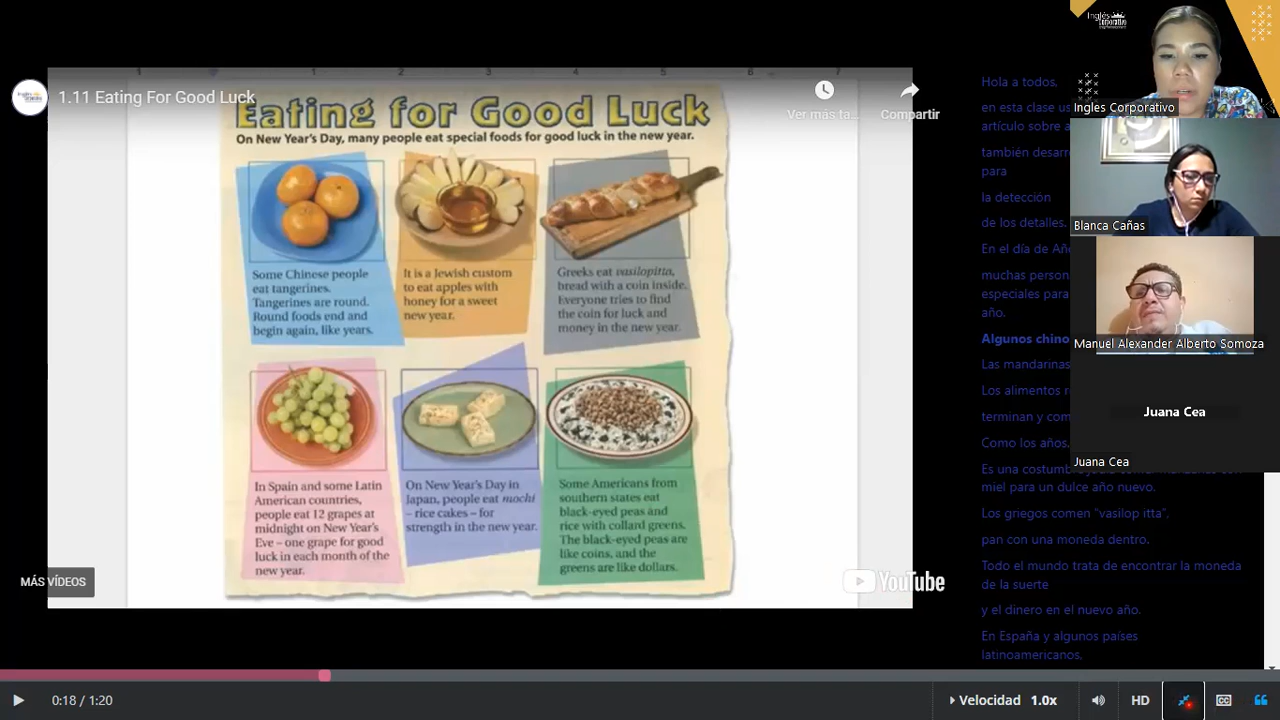 1.11 Eating For Good Luck
Ver más ta...
Compartir
Eating for Good Luck
On New Year's Day, many people eat special foods for good luck in the new year.
Some Chinese people
eat tangerines.
Tangerines are round.
Round foods end and
begin again, like years.
It is a Jewish custom
to eat apples with
honey for a sweet
new year.
Greeks eat vasilopitta,
bread with a coin inside.
Everyone tries to find
the coin for luck and
money in the new year.
In Spain and some Latin
American countries,
people eat 12 grapes at
midnight on New Year's
Eve – one grape for good
luck in each month of the
new year.
On New Year's Day in
Japan, people eat mochi
– rice cakes – for
strength in the new year.
Some Americans from
southern states eat
black-eyed peas and
rice with collard greens.
The black-eyed peas are
like coins, and the
greens are like dollars.
MÁS VÍDEOS
YouTube
Hola a todos,
en esta clase
artículo sobre
también
para
la detección
de los detalles.
En el día de
muchas
especiales para
año.
Algunos
Las mandarinas
Los alimentos
terminan y
Como los años,
Es una
miel para un dulce año nuevo.
Los griegos comen "vasilop itta",
pan con una moneda dentro.
Todo el mundo trata de encontrar la moneda
de la suerte
y el dinero en el nuevo año.
En España y algunos países
latinoamericanos,
Inglés
Corporativo
Ingles Corporativo
Blanca Cañas
Manuel Alexander Alberto Somoza
Juana Cea
Juana Cea
0:18 / 1:20
Velocidad 1.0x
HD
CC